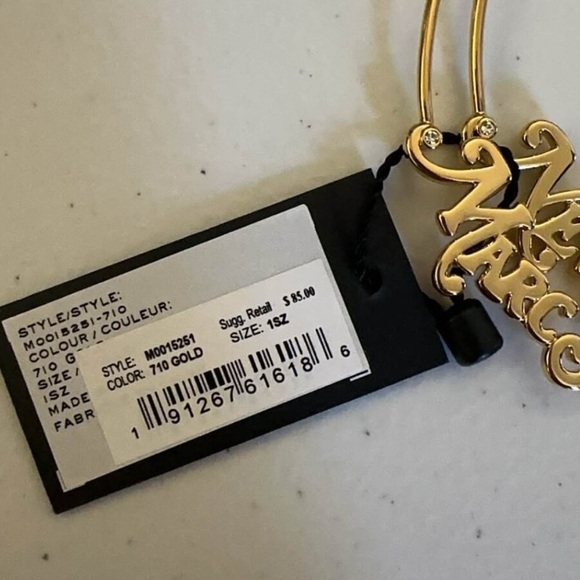 STYLE/STYLE:
M0015251-710
COLOUR/COULEUR:
710 G
SIZE/
1SZ
MADE
FABR
STYLE: M0015251
COLOR: 710 GOLD
Sugg. Retail $ 85.00
SIZE: 1SZ
1 91267 61618 6
MARC